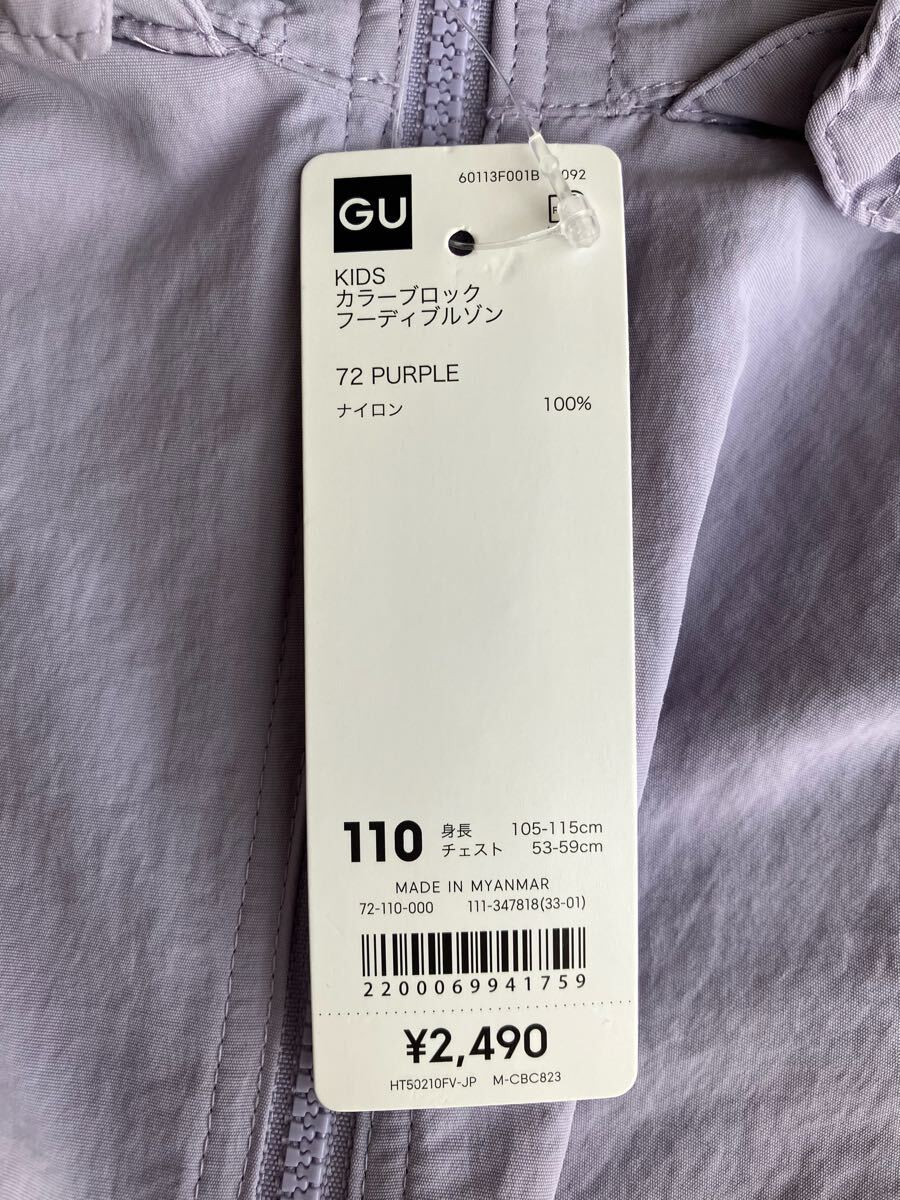 60113F001B
092
GU
KIDS
カラーブロック
フーディブルゾン
72 PURPLE
ナイロン 100%
110 身長 105-115cm
チェスト 53-59cm
MADE IN MYANMAR
72-110-000 111-347818(33-01)
2200069941759
¥2,490
HT50210FV-JP M-CBC823